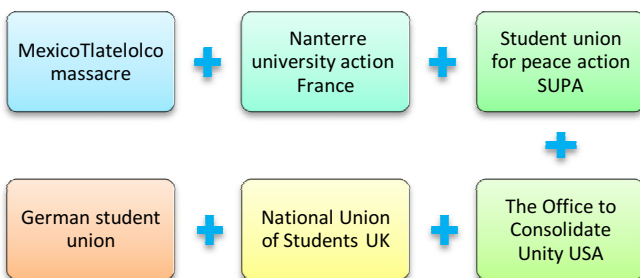 MexicoTlatelolco
massacre
Nanterre
university action
France
Student union
for peace action
SUPA
German student
union
National Union
of Students UK
The Office to
Consolidate
Unity USA